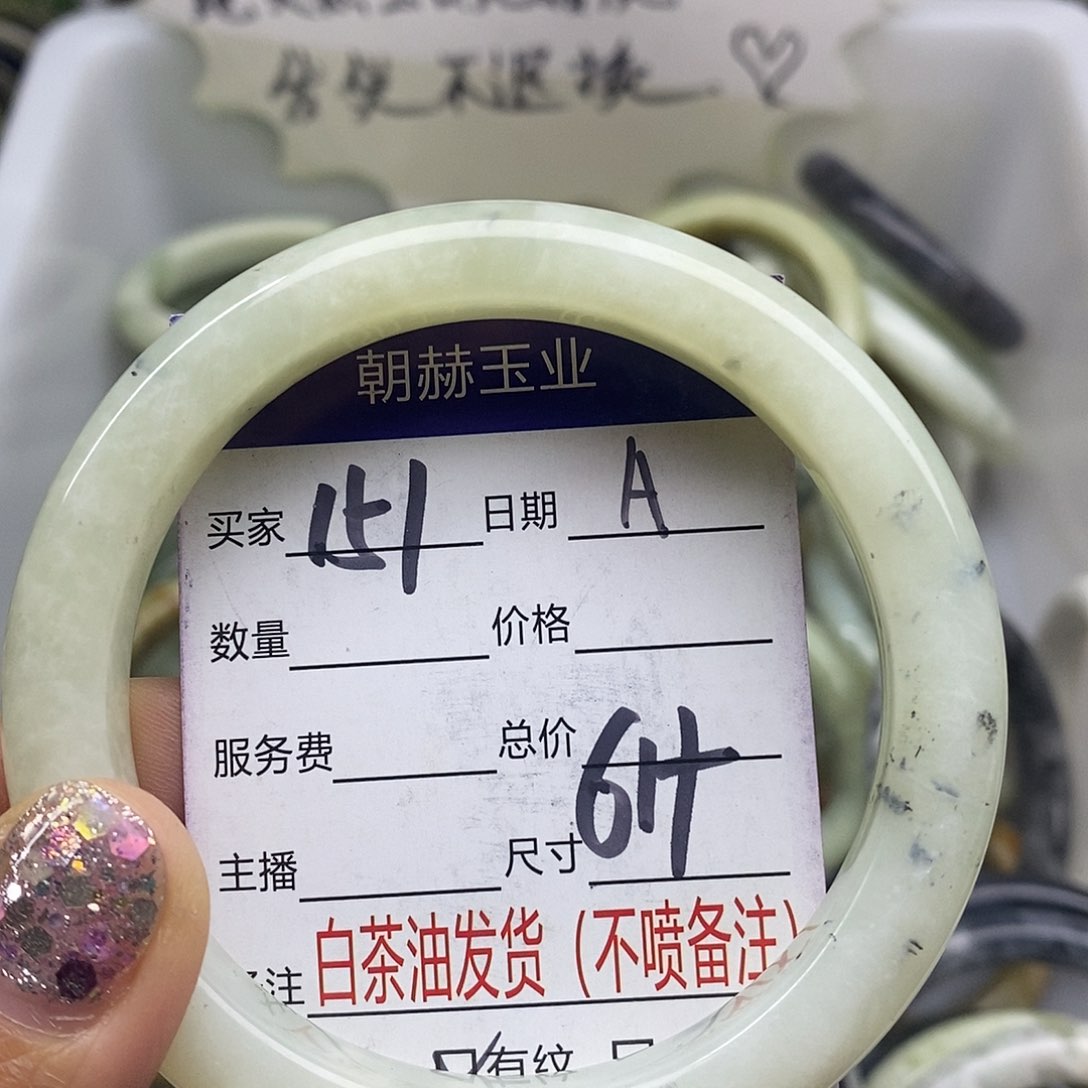 售出不退换
朝赫玉业
买家 151 日期 A
数量 价格
服务费 总价
主播 尺寸 64
注 白茶油发货（不喷备注）
有纹